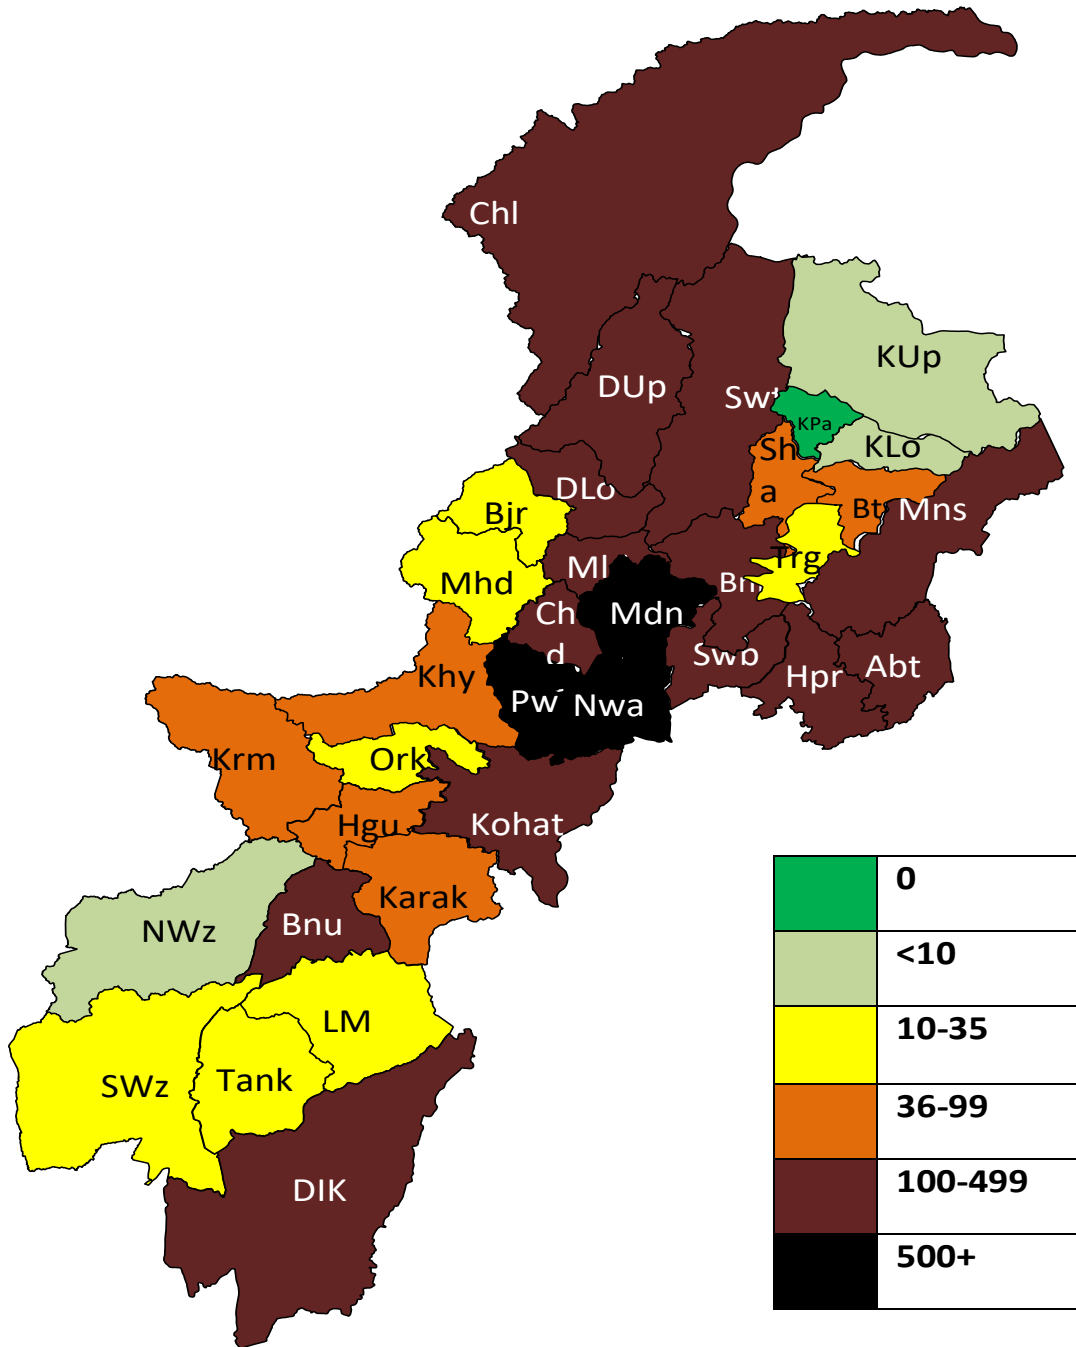 Chl
KUp
DUp
Swt
KPa
Sh
a
KLo
DLo
Bt
Mns
Bjr
Trg
Mhd
Ml
Bn
Ch
d
Mdn
Swb
Abt
Khy
Hpr
Pw
Nwa
Krm
Ork
Hgu
Kohat
Karak
NWz
Bnu
LM
SWz
Tank
DIK
0
<10
10-35
36-99
100-499
500+